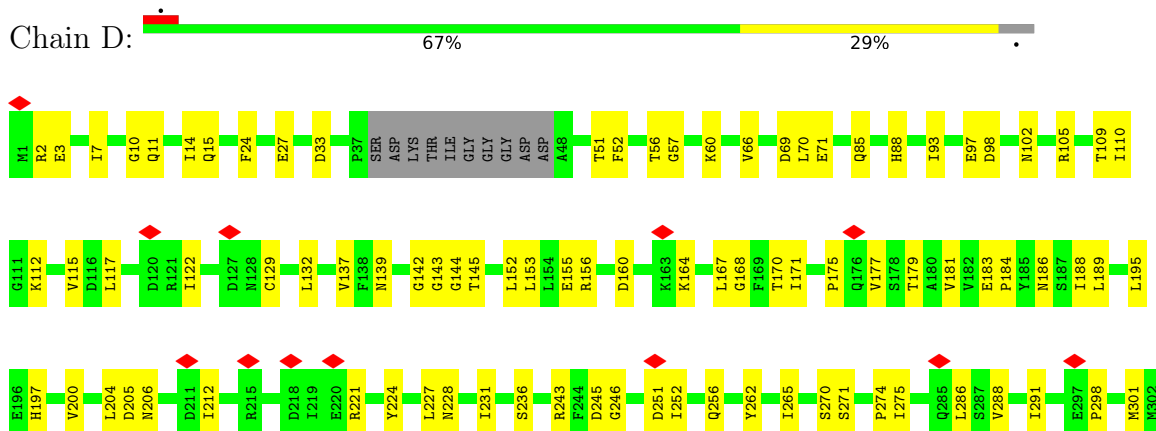 Chain D:
67% 29%
M1 R2 E3 I7 G10 Q11 I14 Q15 F24 E27 D33 P37 SER ASP LYS THR ILE GLY GLY GLY ASP ASP A48 T51 F52 T56 G57 K60 V66 D69 L70 E71 Q85 H88 I93 E97 D98 N102 R105 T109 I110
G111 K112 V115 D116 L117 D120 R121 I122 D127 N128 C129 L132 V137 F138 N139 G142 G143 G144 T145 L152 L153 L154 E155 R156 D160 K163 K164 L167 G168 F169 T170 I171 P175 Q176 V177 S178 T179 A180 V181 V182 E183 P184 Y185 N186 S187 I188 L189 L195
E196 H197 V200 L204 D205 N206 D211 I212 R215 D218 I219 E220 R221 Y224 L227 N228 I231 S236 R243 F244 D245 G246 D251 I252 Q256 Y262 I265 S270 S271 P274 I275 Q285 L286 S287 V288 I291 E297 P298 M301 M302